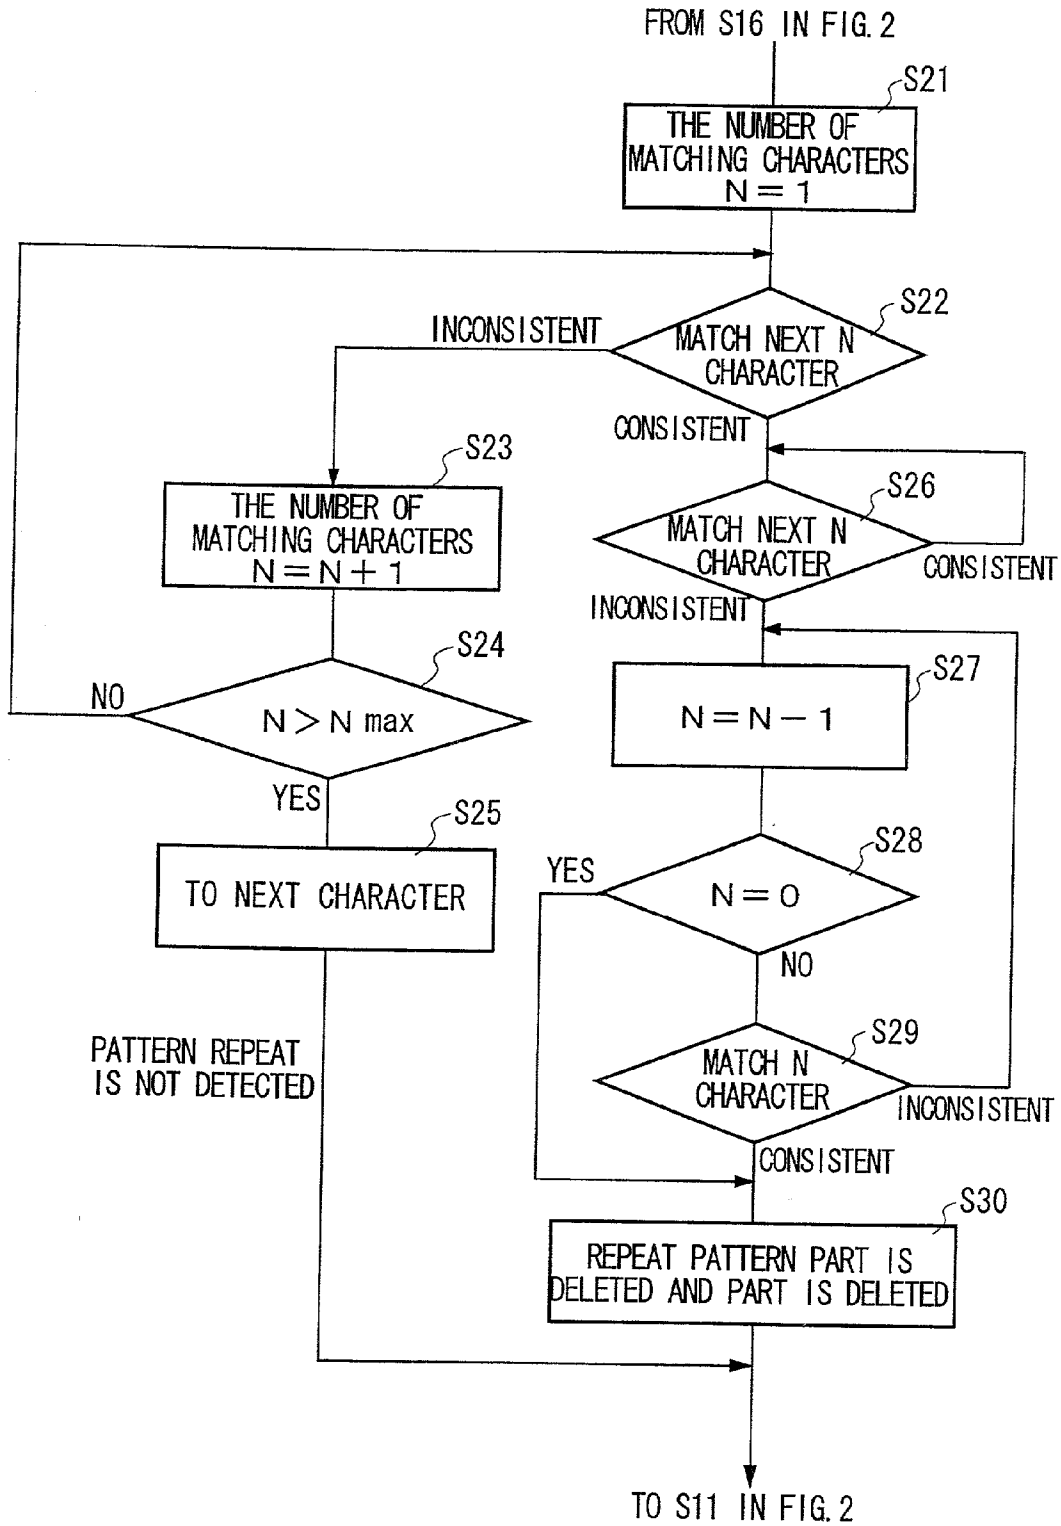 FROM S16 IN FIG. 2
S21
THE NUMBER OF
MATCHING CHARACTERS
N = 1
S22
INCONSISTENT
MATCH NEXT N
CHARACTER
CONSISTENT
S23
THE NUMBER OF
MATCHING CHARACTERS
N = N + 1
S26
MATCH NEXT N
CHARACTER
CONSISTENT
INCONSISTENT
S24
NO
N > N max
YES
S27
N = N - 1
S25
TO NEXT CHARACTER
S28
YES
N = 0
NO
PATTERN REPEAT
IS NOT DETECTED
S29
MATCH N
CHARACTER
INCONSISTENT
CONSISTENT
S30
REPEAT PATTERN PART IS
DELETED AND PART IS DELETED
TO S11 IN FIG. 2